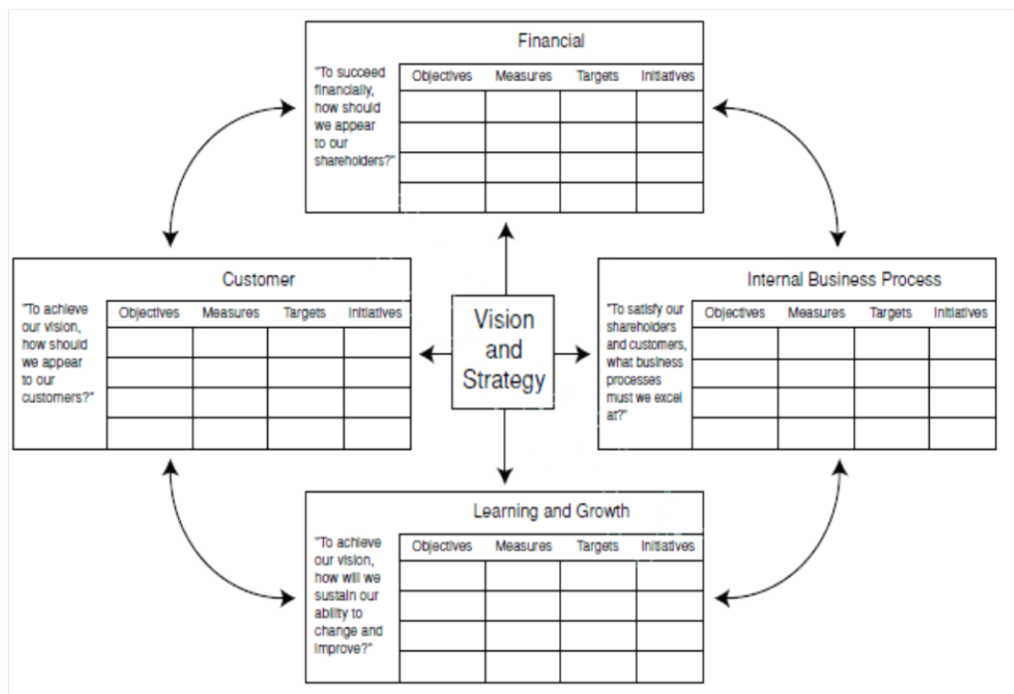 Financial
"To succeed
financially,
how should
we appear
to our
shareholders?"
Objectives Measures Targets Initiatives
Customer
"To achieve
our vision,
how should
we appear
to our
customers?"
Objectives Measures Targets Initiatives
Vision
and
Strategy
Internal Business Process
"To satisfy our
shareholders
and customers,
what business
processes
must we excel
at?"
Objectives Measures Targets Initiatives
Learning and Growth
"To achieve
our vision,
how will we
sustain our
ability to
change and
improve?"
Objectives Measures Targets Initiatives